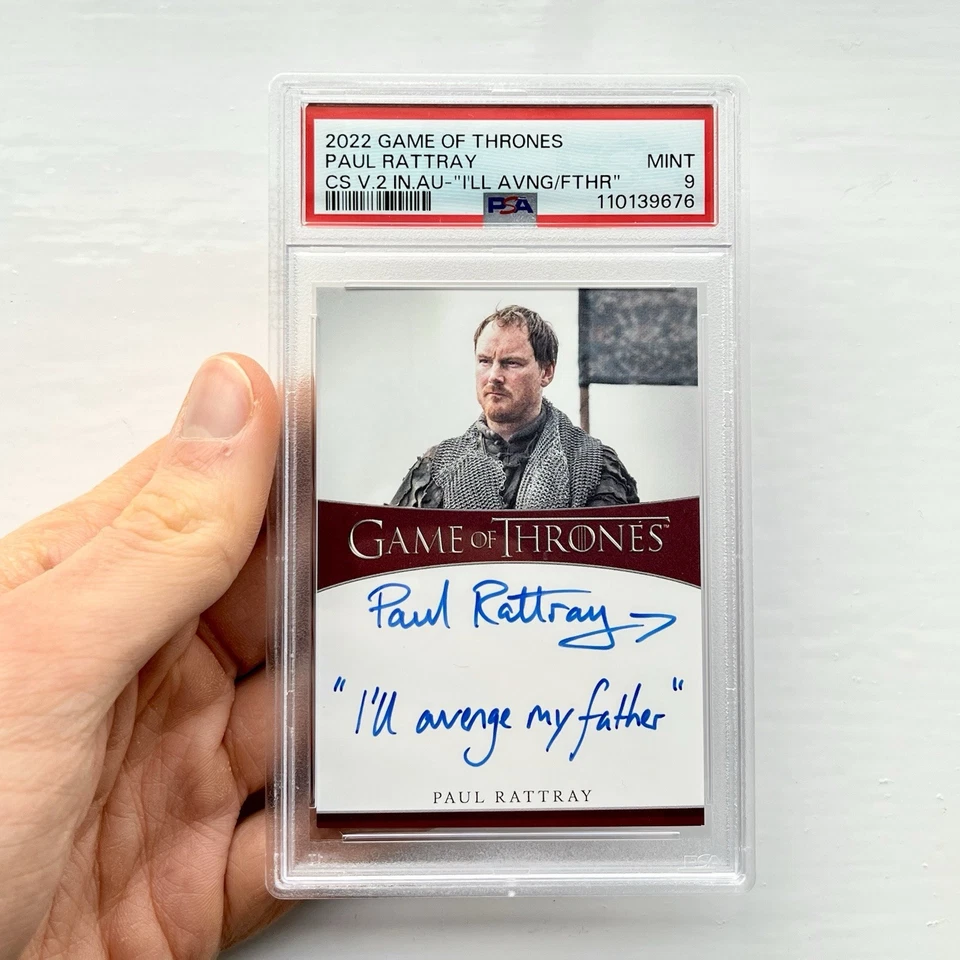 2022 GAME OF THRONES
PAUL RATTRAY MINT
CS V.2 IN.AU-"I'LL AVNG/FTHR" 9
PSA 110139676
GAME OF THRONES™
Paul Rattray
"I'll avenge my father"
PAUL RATTRAY